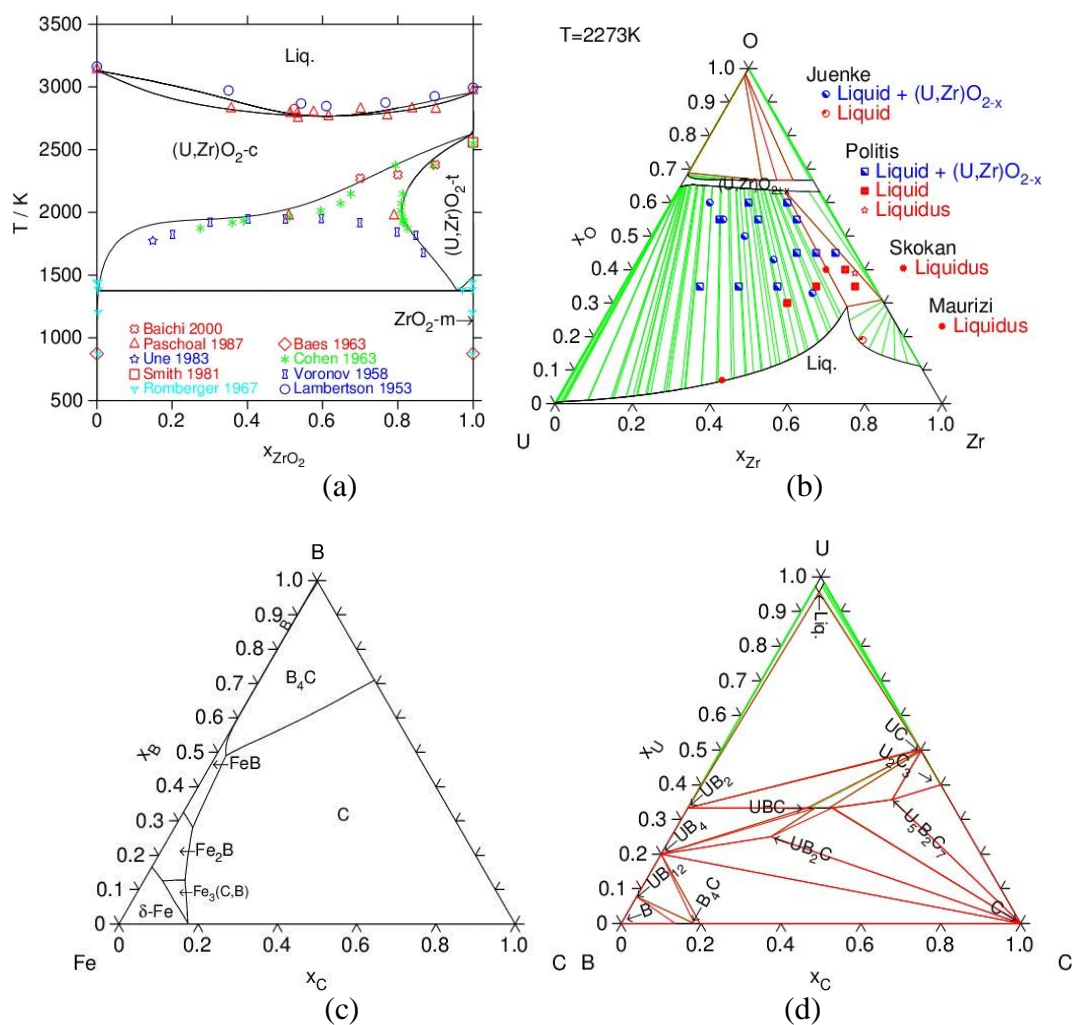 3500
3000
2500
2000
1500
1000
500
T / K
Liq.
(U,Zr)O2-c
(U,Zr)O2-t
ZrO2-m
Baichi 2000
Paschoal 1987
Une 1983
Smith 1981
Romberger 1967
Baes 1963
Cohen 1963
Voronov 1958
Lambertson 1953
0 0.2 0.4 0.6 0.8 1.0
xZrO2
(a)
T=2273K
O
1.0
0.9
0.8
0.7
0.6
0.5
0.4
0.3
0.2
0.1
0
xO
(U,Zr)O2-x
Liq.
Juenke
Liquid + (U,Zr)O2-x
Liquid
Politis
Liquid + (U,Zr)O2-x
Liquid
Liquidus
Skokan
Liquidus
Maurizi
Liquidus
0 0.2 0.4 0.6 0.8 1.0
U
Zr
xZr
(b)
B
1.0
0.9
0.8
0.7
0.6
0.5
0.4
0.3
0.2
0.1
0
xB
B
B4C
FeB
C
Fe2B
Fe3(C,B)
δ-Fe
0 0.2 0.4 0.6 0.8 1.0
Fe
C
xC
(c)
U
1.0
0.9
0.8
0.7
0.6
0.5
0.4
0.3
0.2
0.1
0
xU
Liq.
UC
U2C3
UB2
UBC
UB4
U5B2C7
UB2C
UB12
B4C
B
C
0 0.2 0.4 0.6 0.8 1.0
B
C
xC
(d)